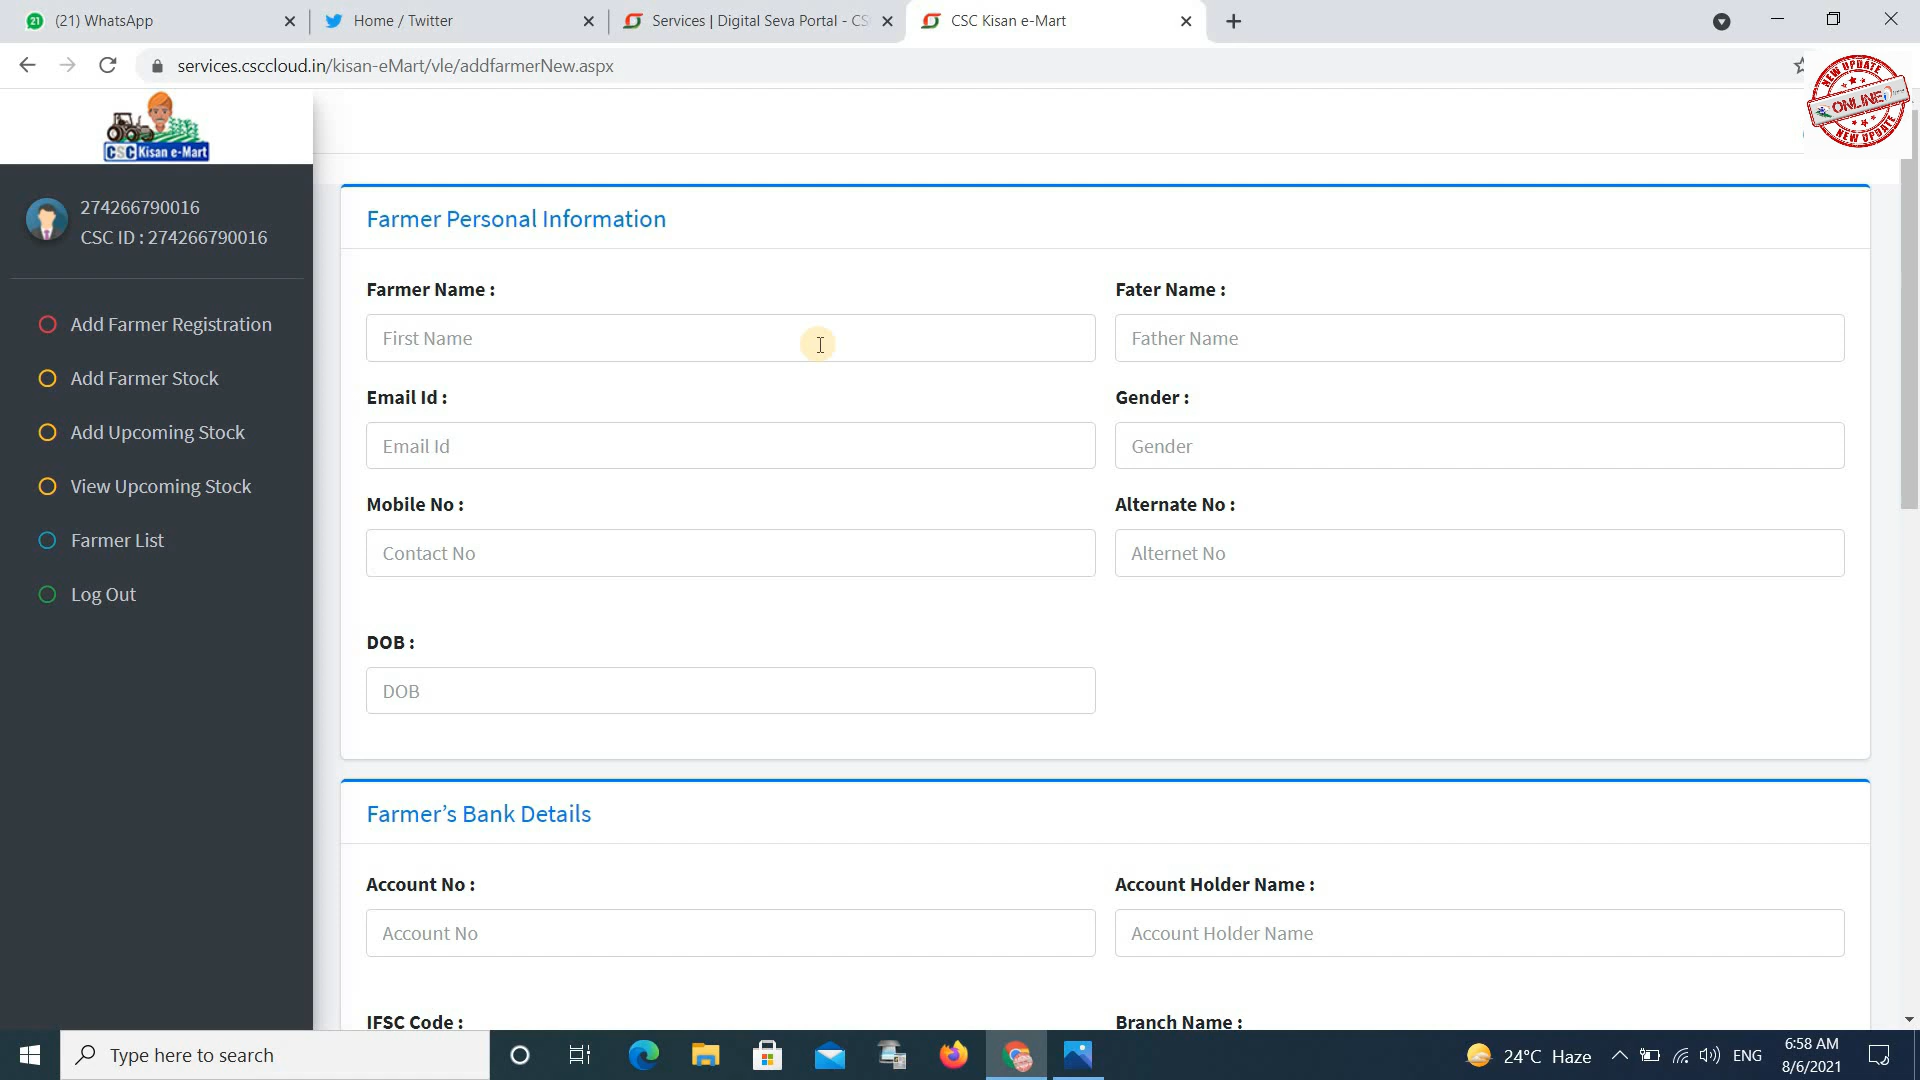 (21) WhatsApp
Home / Twitter
Services | Digital Seva Portal - CS
CSC Kisan e-Mart
services.csccloud.in/kisan-eMart/vle/addfarmerNew.aspx
NEW UPDATE
ONLINE
NEW UPDATE
CSC Kisan e-Mart
274266790016
CSC ID : 274266790016
Add Farmer Registration
Add Farmer Stock
Add Upcoming Stock
View Upcoming Stock
Farmer List
Log Out
Farmer Personal Information
Farmer Name :
Fater Name :
First Name
Father Name
Email Id :
Gender :
Email Id
Gender
Mobile No :
Alternate No :
Contact No
Alternet No
DOB :
DOB
Farmer’s Bank Details
Account No :
Account Holder Name :
Account No
Account Holder Name
IFSC Code :
Branch Name :
Type here to search
24°C Haze
ENG
6:58 AM
8/6/2021